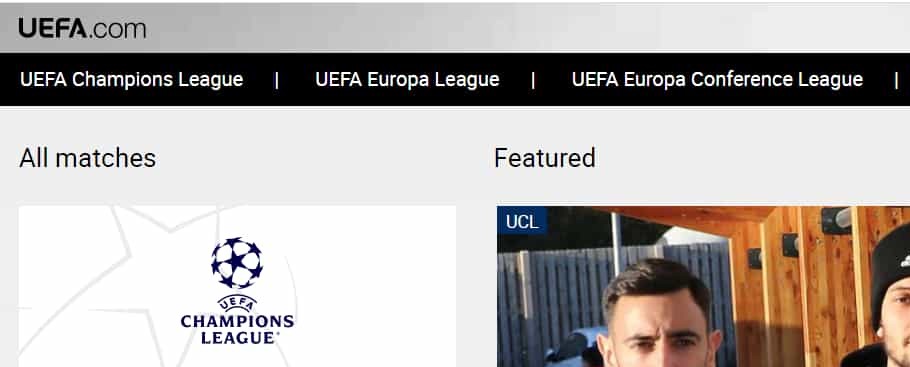 UEFA.com
UEFA Champions League | UEFA Europa League | UEFA Europa Conference League |
All matches
Featured
UCL
UEFA
CHAMPIONS
LEAGUE